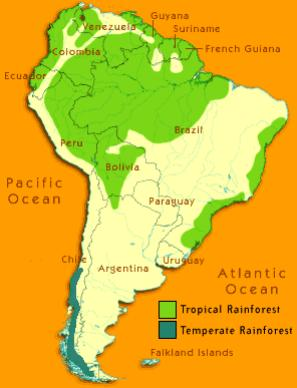 Guyana
Suriname
Venezuela
French Guiana
Colombia
Ecuador
Peru
Brazil
Bolivia
Pacific
Ocean
Paraguay
Chile
Argentina
Uruguay
Atlantic
Ocean
Tropical Rainforest
Temperate Rainforest
Falkland Islands